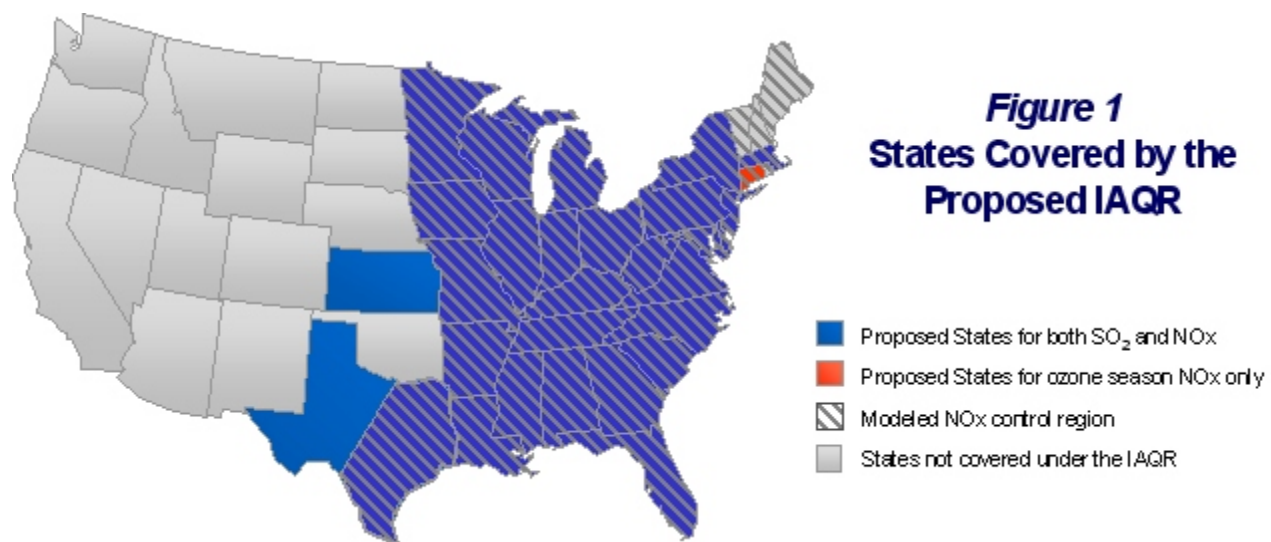 Figure 1
States Covered by the
Proposed IAQR
Proposed States for both SO₂ and NOx
Proposed States for ozone season NOx only
Modeled NOx control region
States not covered under the IAQR